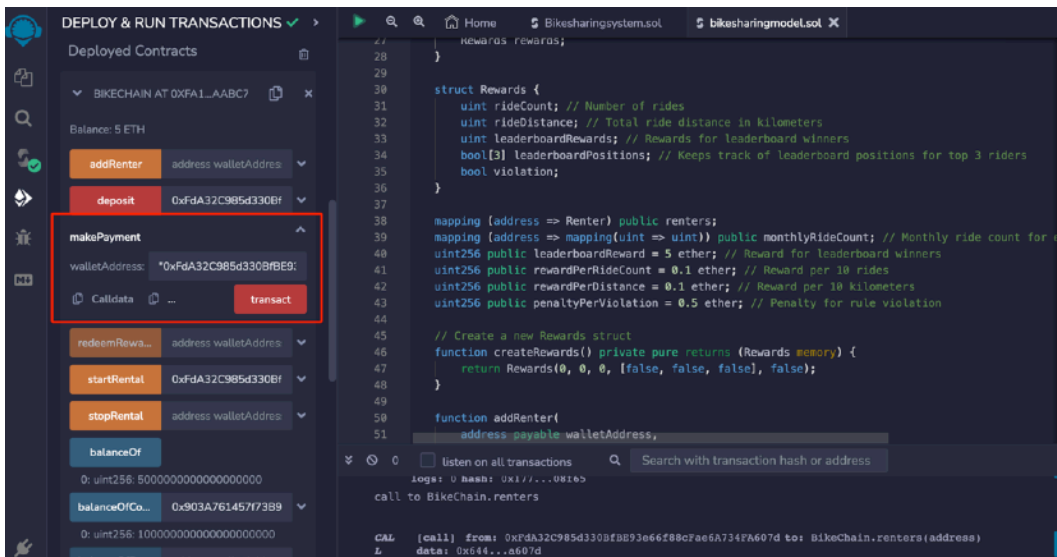 DEPLOY & RUN TRANSACTIONS
Deployed Contracts
BIKECHAIN AT 0XFA1...AABC7
Balance: 5 ETH
addRenter address walletAddres
deposit 0xFdA32C985d330Bf
makePayment
walletAddress: "0xFdA32C985d330BfBE9:
Calldata ...
transact
redeemRewa... address walletAddres
startRental 0xFdA32C985d330Bf
stopRental address walletAddres
balanceOf
0: uint256: 5000000000000000000
balanceOfCo... 0x903A761457f73B9
Home
Bikesharingsystem.sol
bikesharingmodel.sol
27 Rewards rewards;
28 }
29
30 struct Rewards {
31 uint rideCount; // Number of rides
32 uint rideDistance; // Total ride distance in kilometers
33 uint leaderboardRewards; // Rewards for leaderboard winners
34 bool[3] leaderboardPositions; // Keeps track of leaderboard positions for top 3 riders
35 bool violation;
36 }
37
38 mapping (address => Renter) public renters;
39 mapping (address => mapping(uint => uint)) public monthlyRideCount; // Monthly ride count for
40 uint256 public leaderboardReward = 5 ether; // Reward for leaderboard winners
41 uint256 public rewardPerRideCount = 0.1 ether; // Reward per 10 rides
42 uint256 public rewardPerDistance = 0.1 ether; // Reward per 10 kilometers
43 uint256 public penaltyPerViolation = 0.5 ether; // Penalty for rule violation
44
45 // Create a new Rewards struct
46 function createRewards() private pure returns (Rewards memory) {
47 return Rewards(0, 0, 0, [false, false, false], false);
48 }
49
50 function addRenter(
51 address payable walletAddress,
0 listen on all transactions Search with transaction hash or address
logs: 0 hash: 0x177...08f65
call to BikeChain.renters
CAL [call] from: 0xFdA32C985d330BfBE93e66f88cFae6A734FA607d to: BikeChain.renters(address)
L data: 0x644...a607d